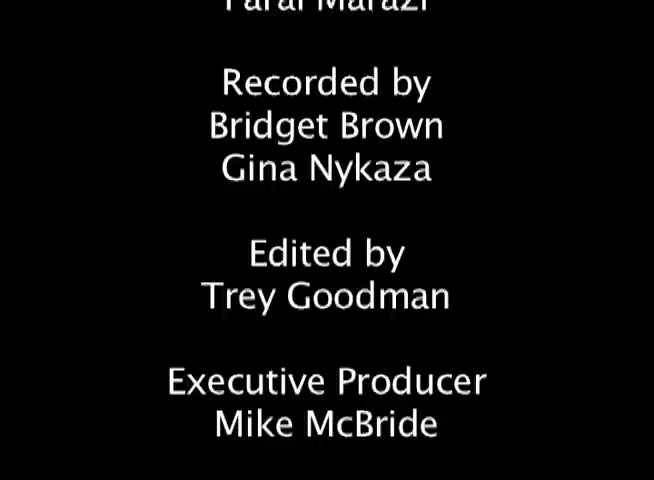 Recorded by
Bridget Brown
Gina Nykaza
Edited by
Trey Goodman
Executive Producer
Mike McBride